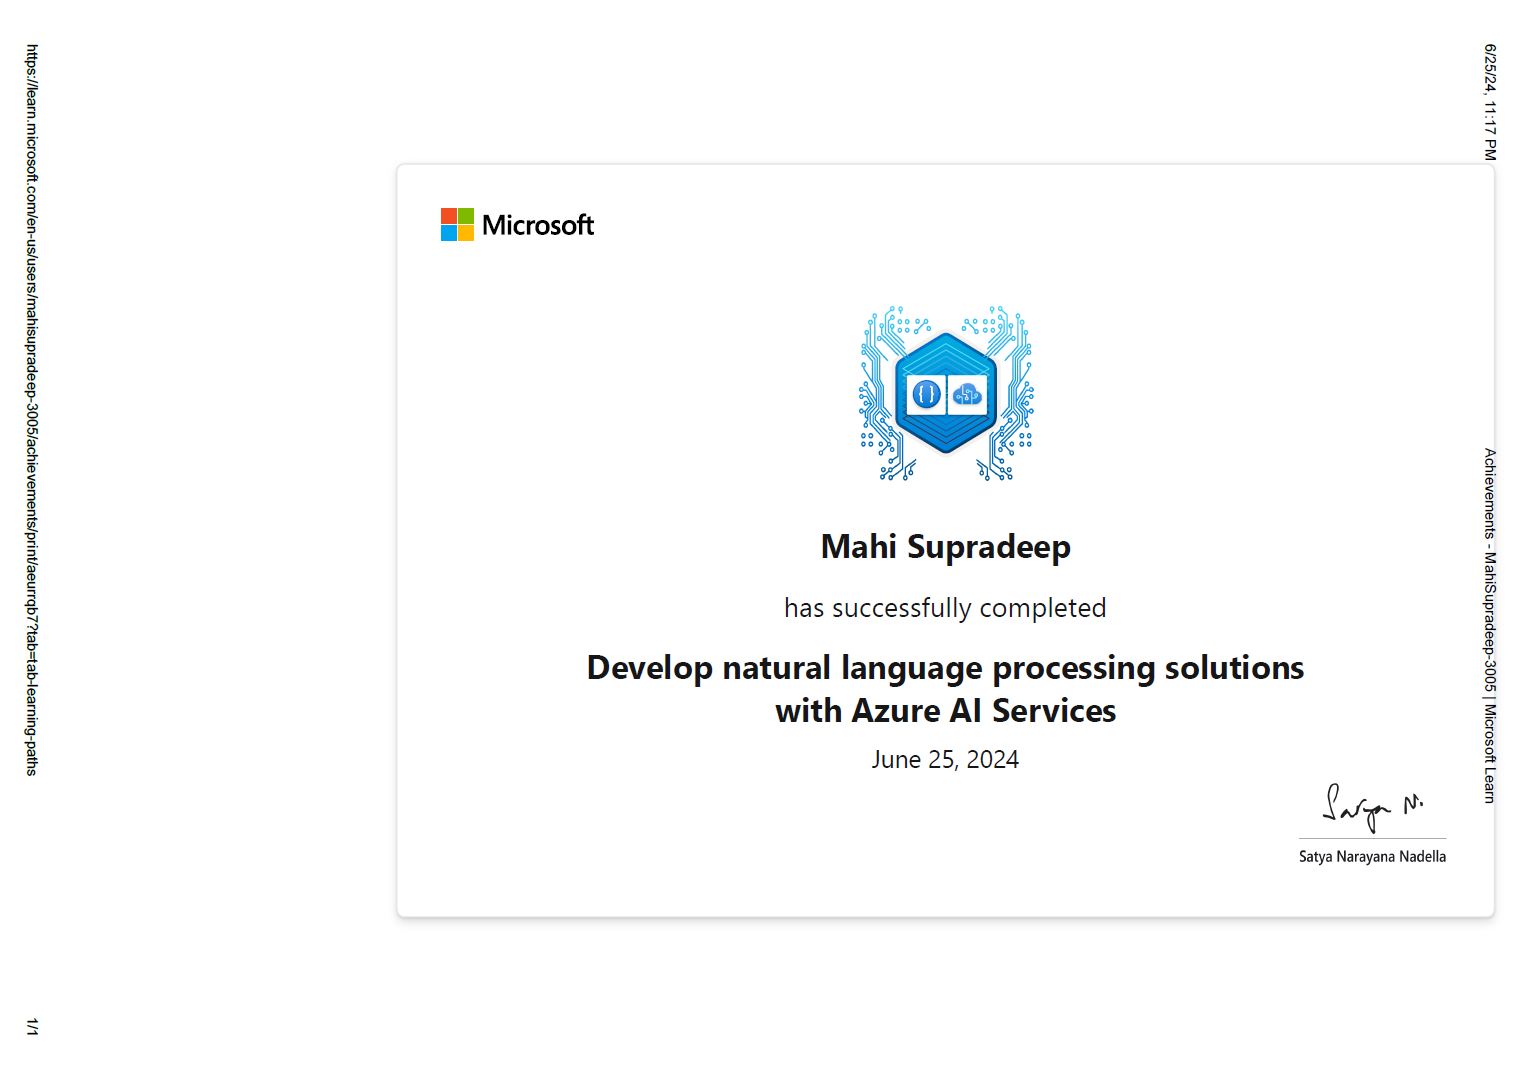 6/25/24, 11:17 PM
Achievements - MahiSupradeep-3005 | Microsoft Learn
Microsoft
Mahi Supradeep
has successfully completed
Develop natural language processing solutions
with Azure AI Services
June 25, 2024
Satya N.
Satya Narayana Nadella
https://learn.microsoft.com/en-us/users/mahisupradeep-3005/achievements/print/aeurrqb7?tab=tab-learning-paths
1/1